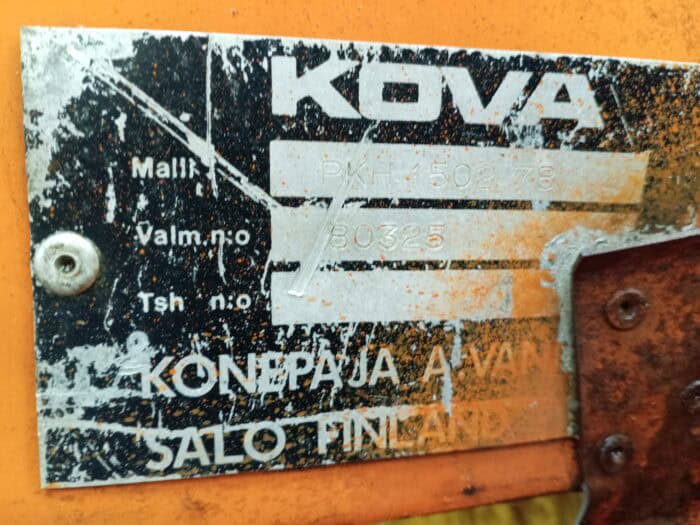 KOVA
Malli PKH 1502 78
Valm.n:o 80325
Tsh n:o
KONEPAJA A VAN
SALO FINLAND